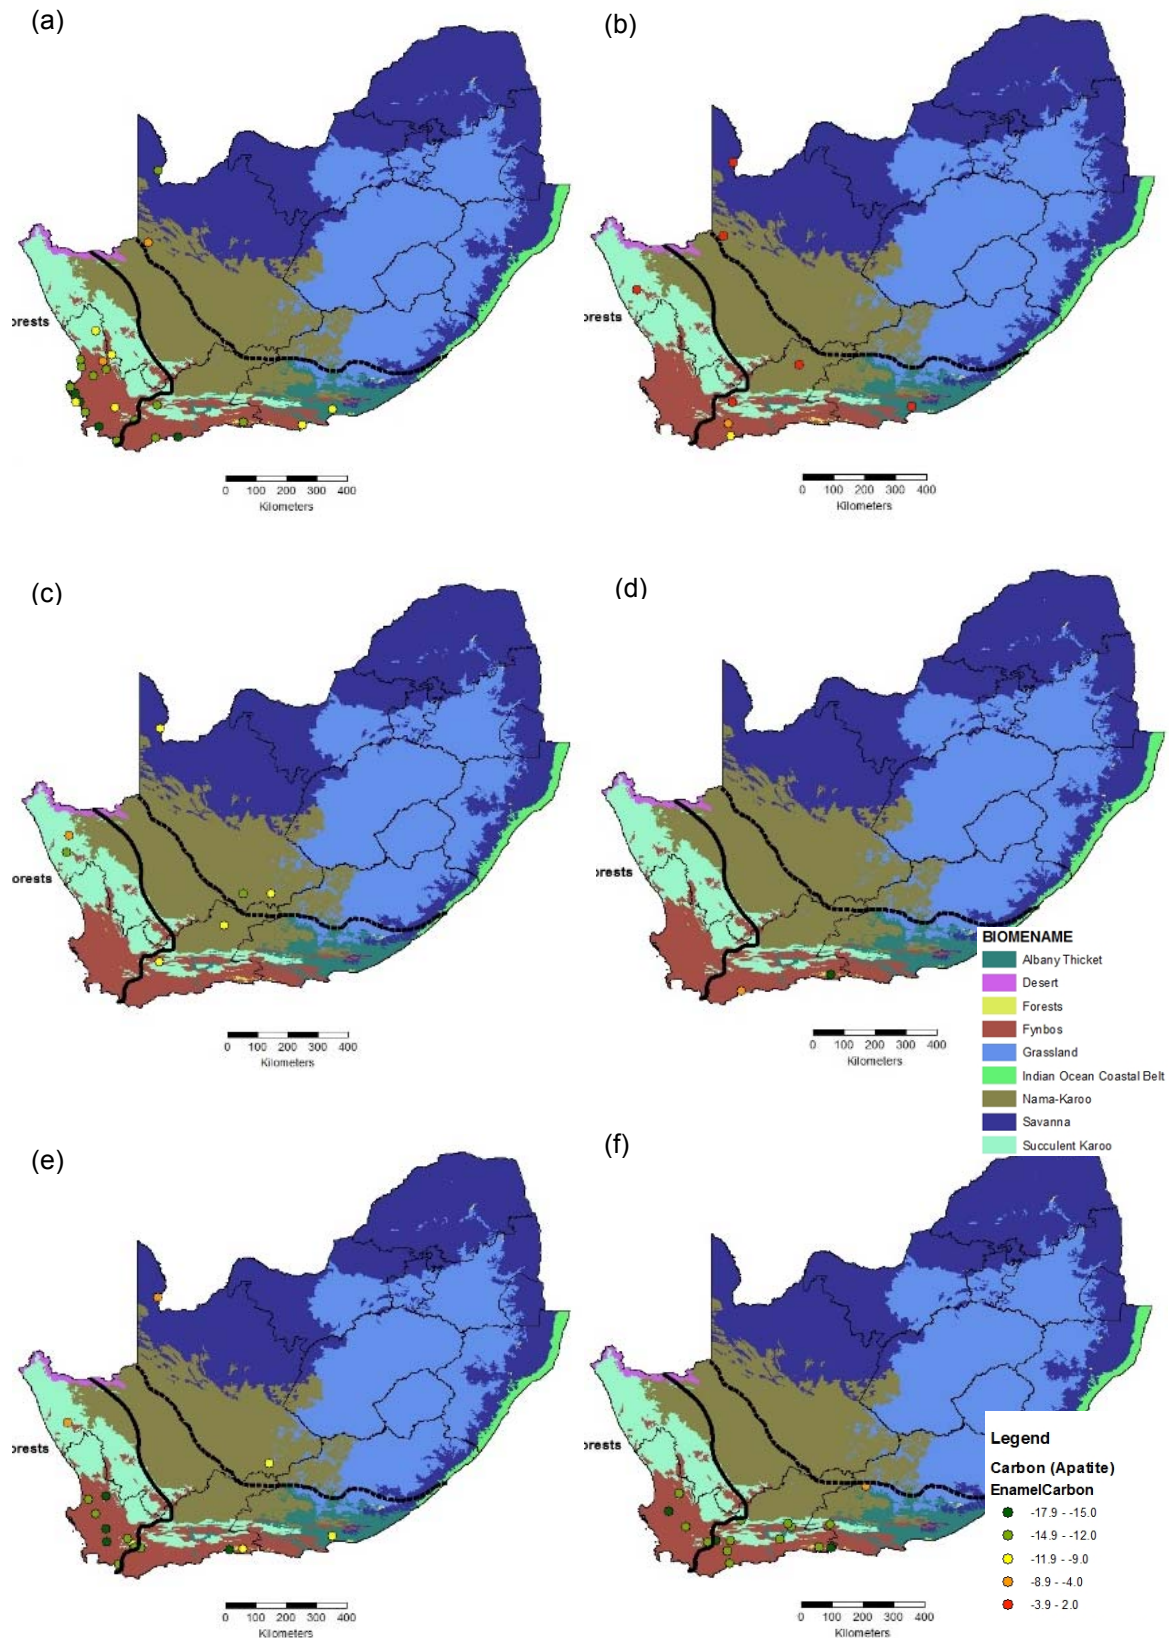 (a)
(b)
orests
orests
0 100 200 300 400
Kilometers
0 100 200 300 400
Kilometers
(c)
(d)
orests
orests
0 100 200 300 400
Kilometers
0 100 200 300 400
Kilometers
BIOMENAME
Albany Thicket
Desert
Forests
Fynbos
Grassland
Indian Ocean Coastal Belt
Nama-Karoo
Savanna
Succulent Karoo
(e)
(f)
orests
orests
0 100 200 300 400
Kilometers
0 100 200 300 400
Kilometers
Legend
Carbon (Apatite)
EnamelCarbon
-17.9 - -15.0
-14.9 - -12.0
-11.9 - -9.0
-8.9 - -4.0
-3.9 - 2.0